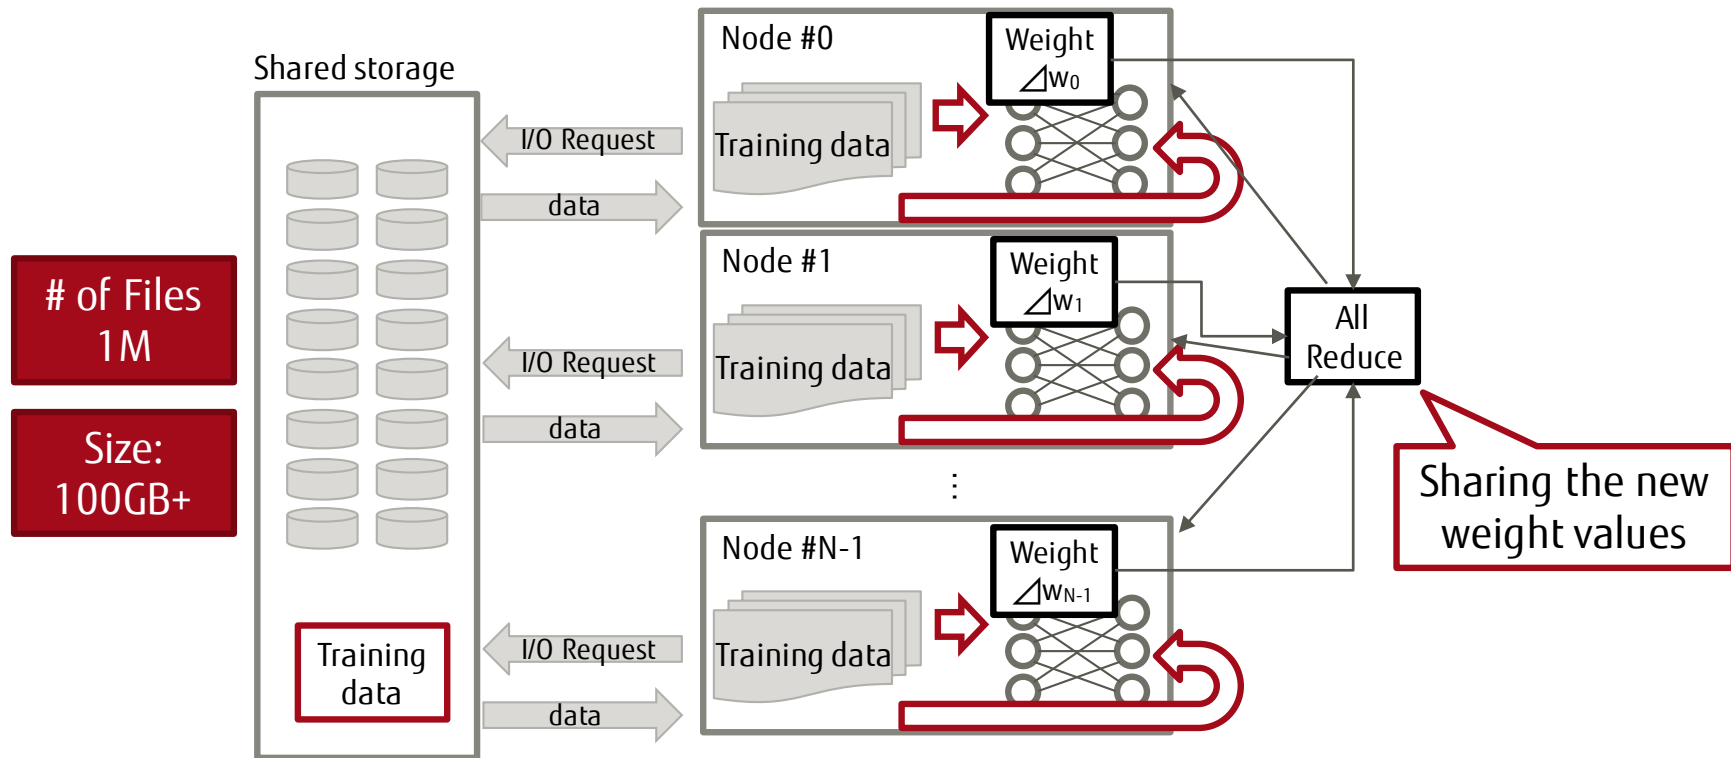 Shared storage
# of Files
1M
Size:
100GB+
Training
data
I/O Request
data
I/O Request
data
I/O Request
data
Node #0
Training data
Weight
⊿w0
Node #1
Training data
Weight
⊿w1
⋮
Node #N-1
Training data
Weight
⊿wN-1
All
Reduce
Sharing the new
weight values